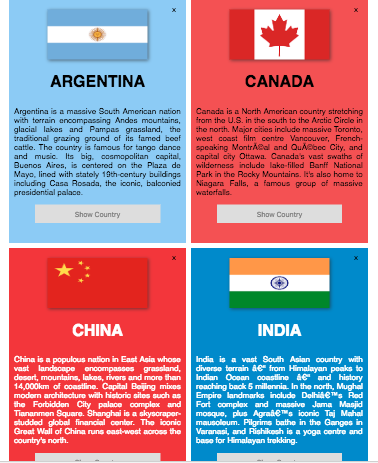 x
ARGENTINA
Argentina is a massive South American nation
with terrain encompassing Andes mountains,
glacial lakes and Pampas grassland, the
traditional grazing ground of its famed beef
cattle. The country is famous for tango dance
and music. Its big, cosmopolitan capital,
Buenos Aires, is centered on the Plaza de
Mayo, lined with stately 19th-century buildings
including Casa Rosada, the iconic, balconied
presidential palace.
Show Country
x
CANADA
Canada is a North American country stretching
from the U.S. in the south to the Arctic Circle in
the north. Major cities include massive Toronto,
west coast film centre Vancouver, French-
speaking MontrÃ©al and QuÃ©bec City, and
capital city Ottawa. Canada's vast swaths of
wilderness include lake-filled Banff National
Park in the Rocky Mountains. It's also home to
Niagara Falls, a famous group of massive
waterfalls.
Show Country
x
CHINA
China is a populous nation in East Asia whose
vast landscape encompasses grassland,
desert, mountains, lakes, rivers and more than
14,000km of coastline. Capital Beijing mixes
modern architecture with historic sites such as
the Forbidden City palace complex and
Tiananmen Square. Shanghai is a skyscraper-
studded global financial center. The iconic
Great Wall of China runs east-west across the
country's north.
x
INDIA
India is a vast South Asian country with
diverse terrain â€“ from Himalayan peaks to
Indian Ocean coastline â€“ and history
reaching back 5 millennia. In the north, Mughal
Empire landmarks include Delhiâ€™s Red
Fort complex and massive Jama Masjid
mosque, plus Agraâ€™s iconic Taj Mahal
mausoleum. Pilgrims bathe in the Ganges in
Varanasi, and Rishikesh is a yoga centre and
base for Himalayan trekking.